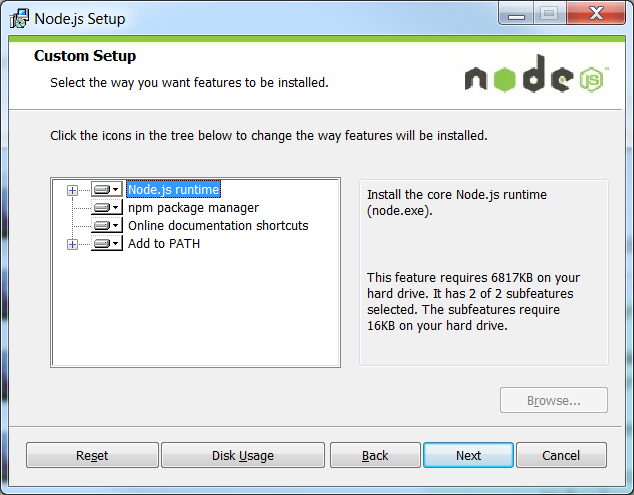 Node.js Setup
Custom Setup
Select the way you want features to be installed.
node
JS™
Click the icons in the tree below to change the way features will be installed.
Node.js runtime
npm package manager
Online documentation shortcuts
Add to PATH
Install the core Node.js runtime
(node.exe).
This feature requires 6817KB on your
hard drive. It has 2 of 2 subfeatures
selected. The subfeatures require
16KB on your hard drive.
Browse...
Reset
Disk Usage
Back
Next
Cancel